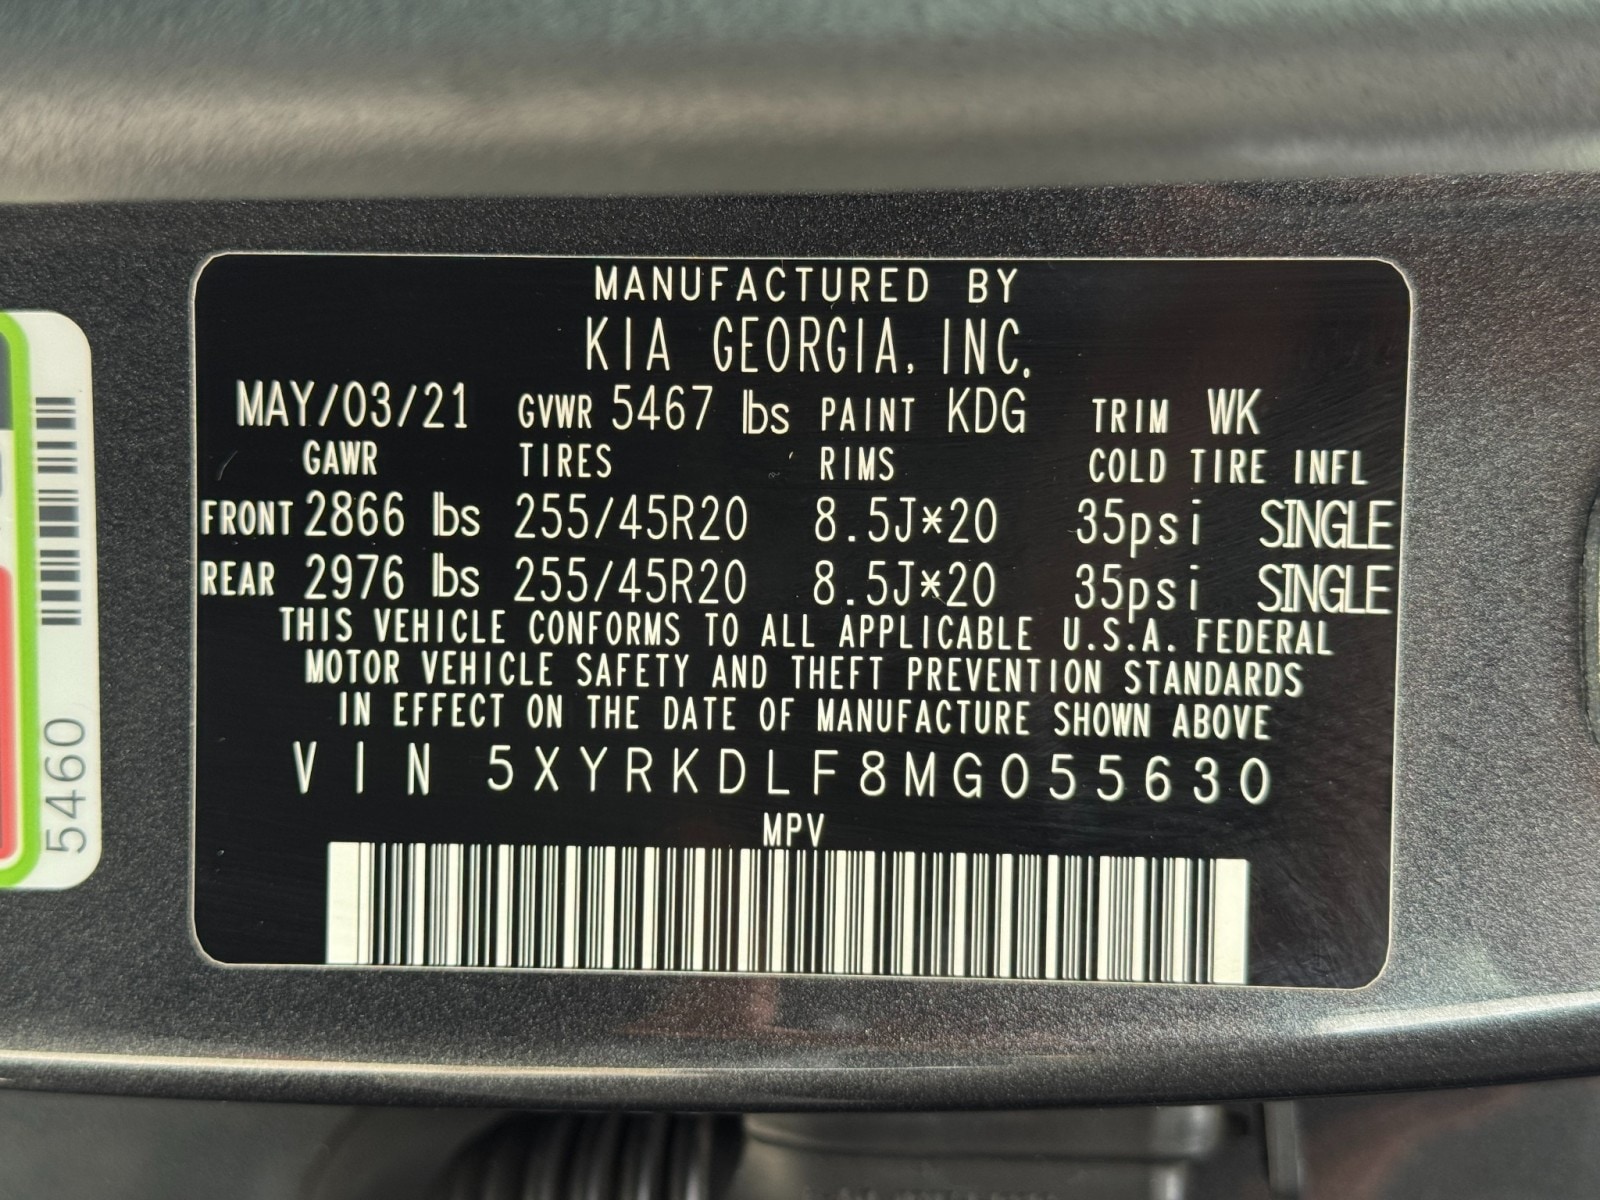 MANUFACTURED BY
KIA GEORGIA, INC.
MAY/03/21 GVWR 5467 lbs PAINT KDG TRIM WK
GAWR TIRES RIMS COLD TIRE INFL
FRONT 2866 lbs 255/45R20 8.5J*20 35psi SINGLE
REAR 2976 lbs 255/45R20 8.5J*20 35psi SINGLE
THIS VEHICLE CONFORMS TO ALL APPLICABLE U.S.A. FEDERAL
MOTOR VEHICLE SAFETY AND THEFT PREVENTION STANDARDS
IN EFFECT ON THE DATE OF MANUFACTURE SHOWN ABOVE
VIN 5XYRKDLF8MG055630
MPV
5460